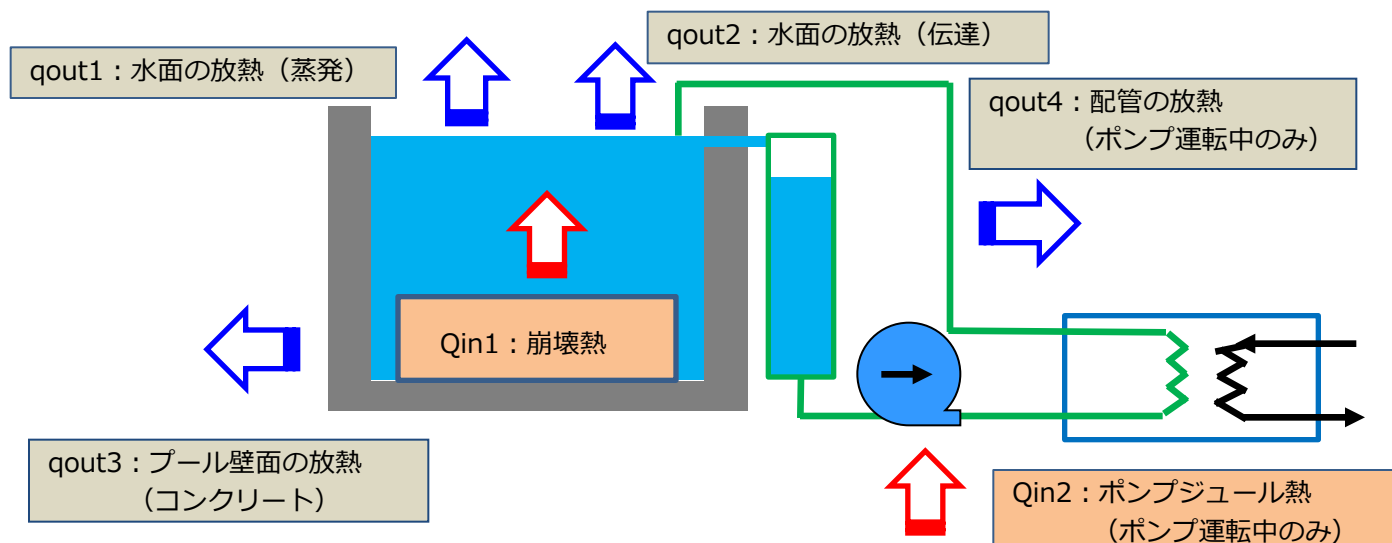 qout1：水面の放熱（蒸発）
qout2：水面の放熱（伝達）
qout4：配管の放熱
（ポンプ運転中のみ）
Qin1：崩壊熱
qout3：プール壁面の放熱
（コンクリート）
Qin2：ポンプジュール熱
（ポンプ運転中のみ）